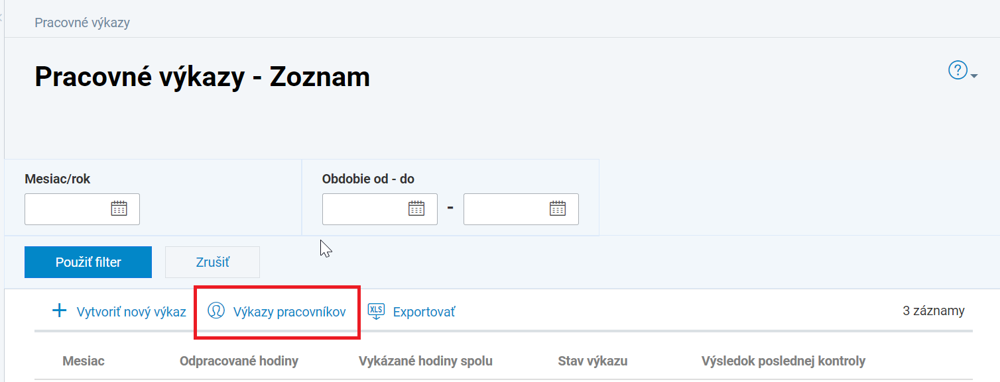 Pracovné výkazy
Pracovné výkazy - Zoznam
?
Mesiac/rok
Obdobie od - do
-
Použiť filter
Zrušiť
Vytvoriť nový výkaz
Výkazy pracovníkov
XLS Exportovať
3 záznamy
Mesiac
Odpracované hodiny
Vykázané hodiny spolu
Stav výkazu
Výsledok poslednej kontroly